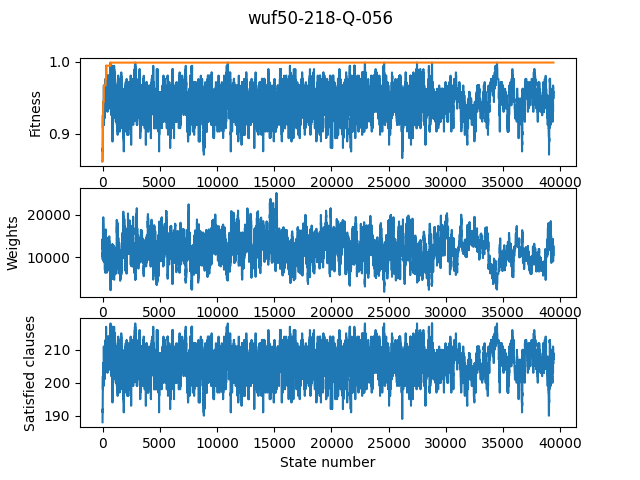 wuf50-218-Q-056
1.0
0.9
Fitness
0 5000 10000 15000 20000 25000 30000 35000 40000
20000
10000
Weights
0 5000 10000 15000 20000 25000 30000 35000 40000
210
200
190
Satisfied clauses
0 5000 10000 15000 20000 25000 30000 35000 40000
State number